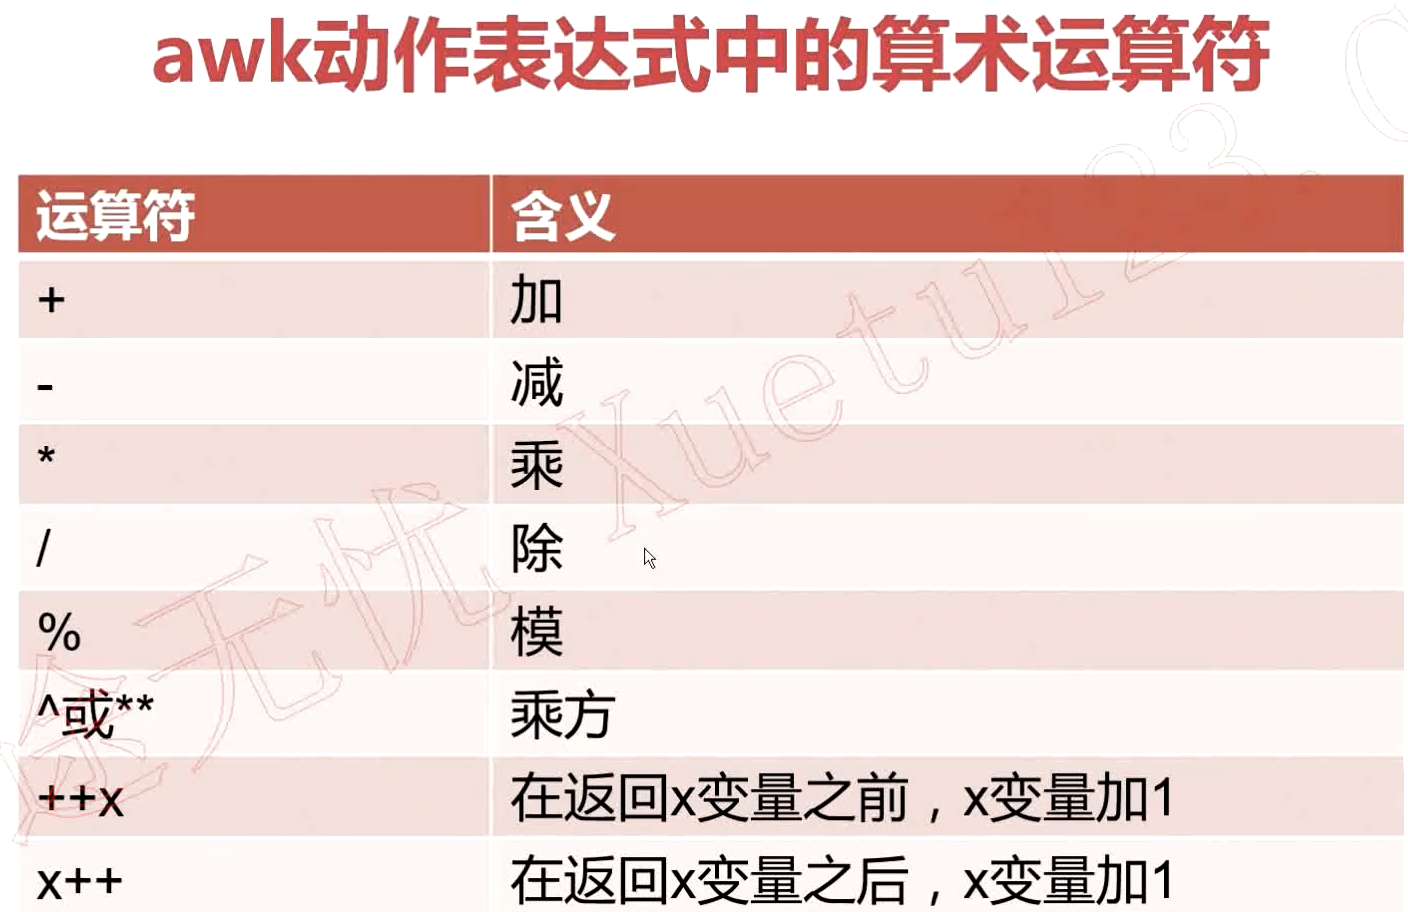 awk动作表达式中的算术运算符
运算符 含义
+ 加
- 减
* 乘
/ 除
% 模
^或** 乘方
++x 在返回x变量之前，x变量加1
x++ 在返回x变量之后，x变量加1
途无忧 Xuetu123.C